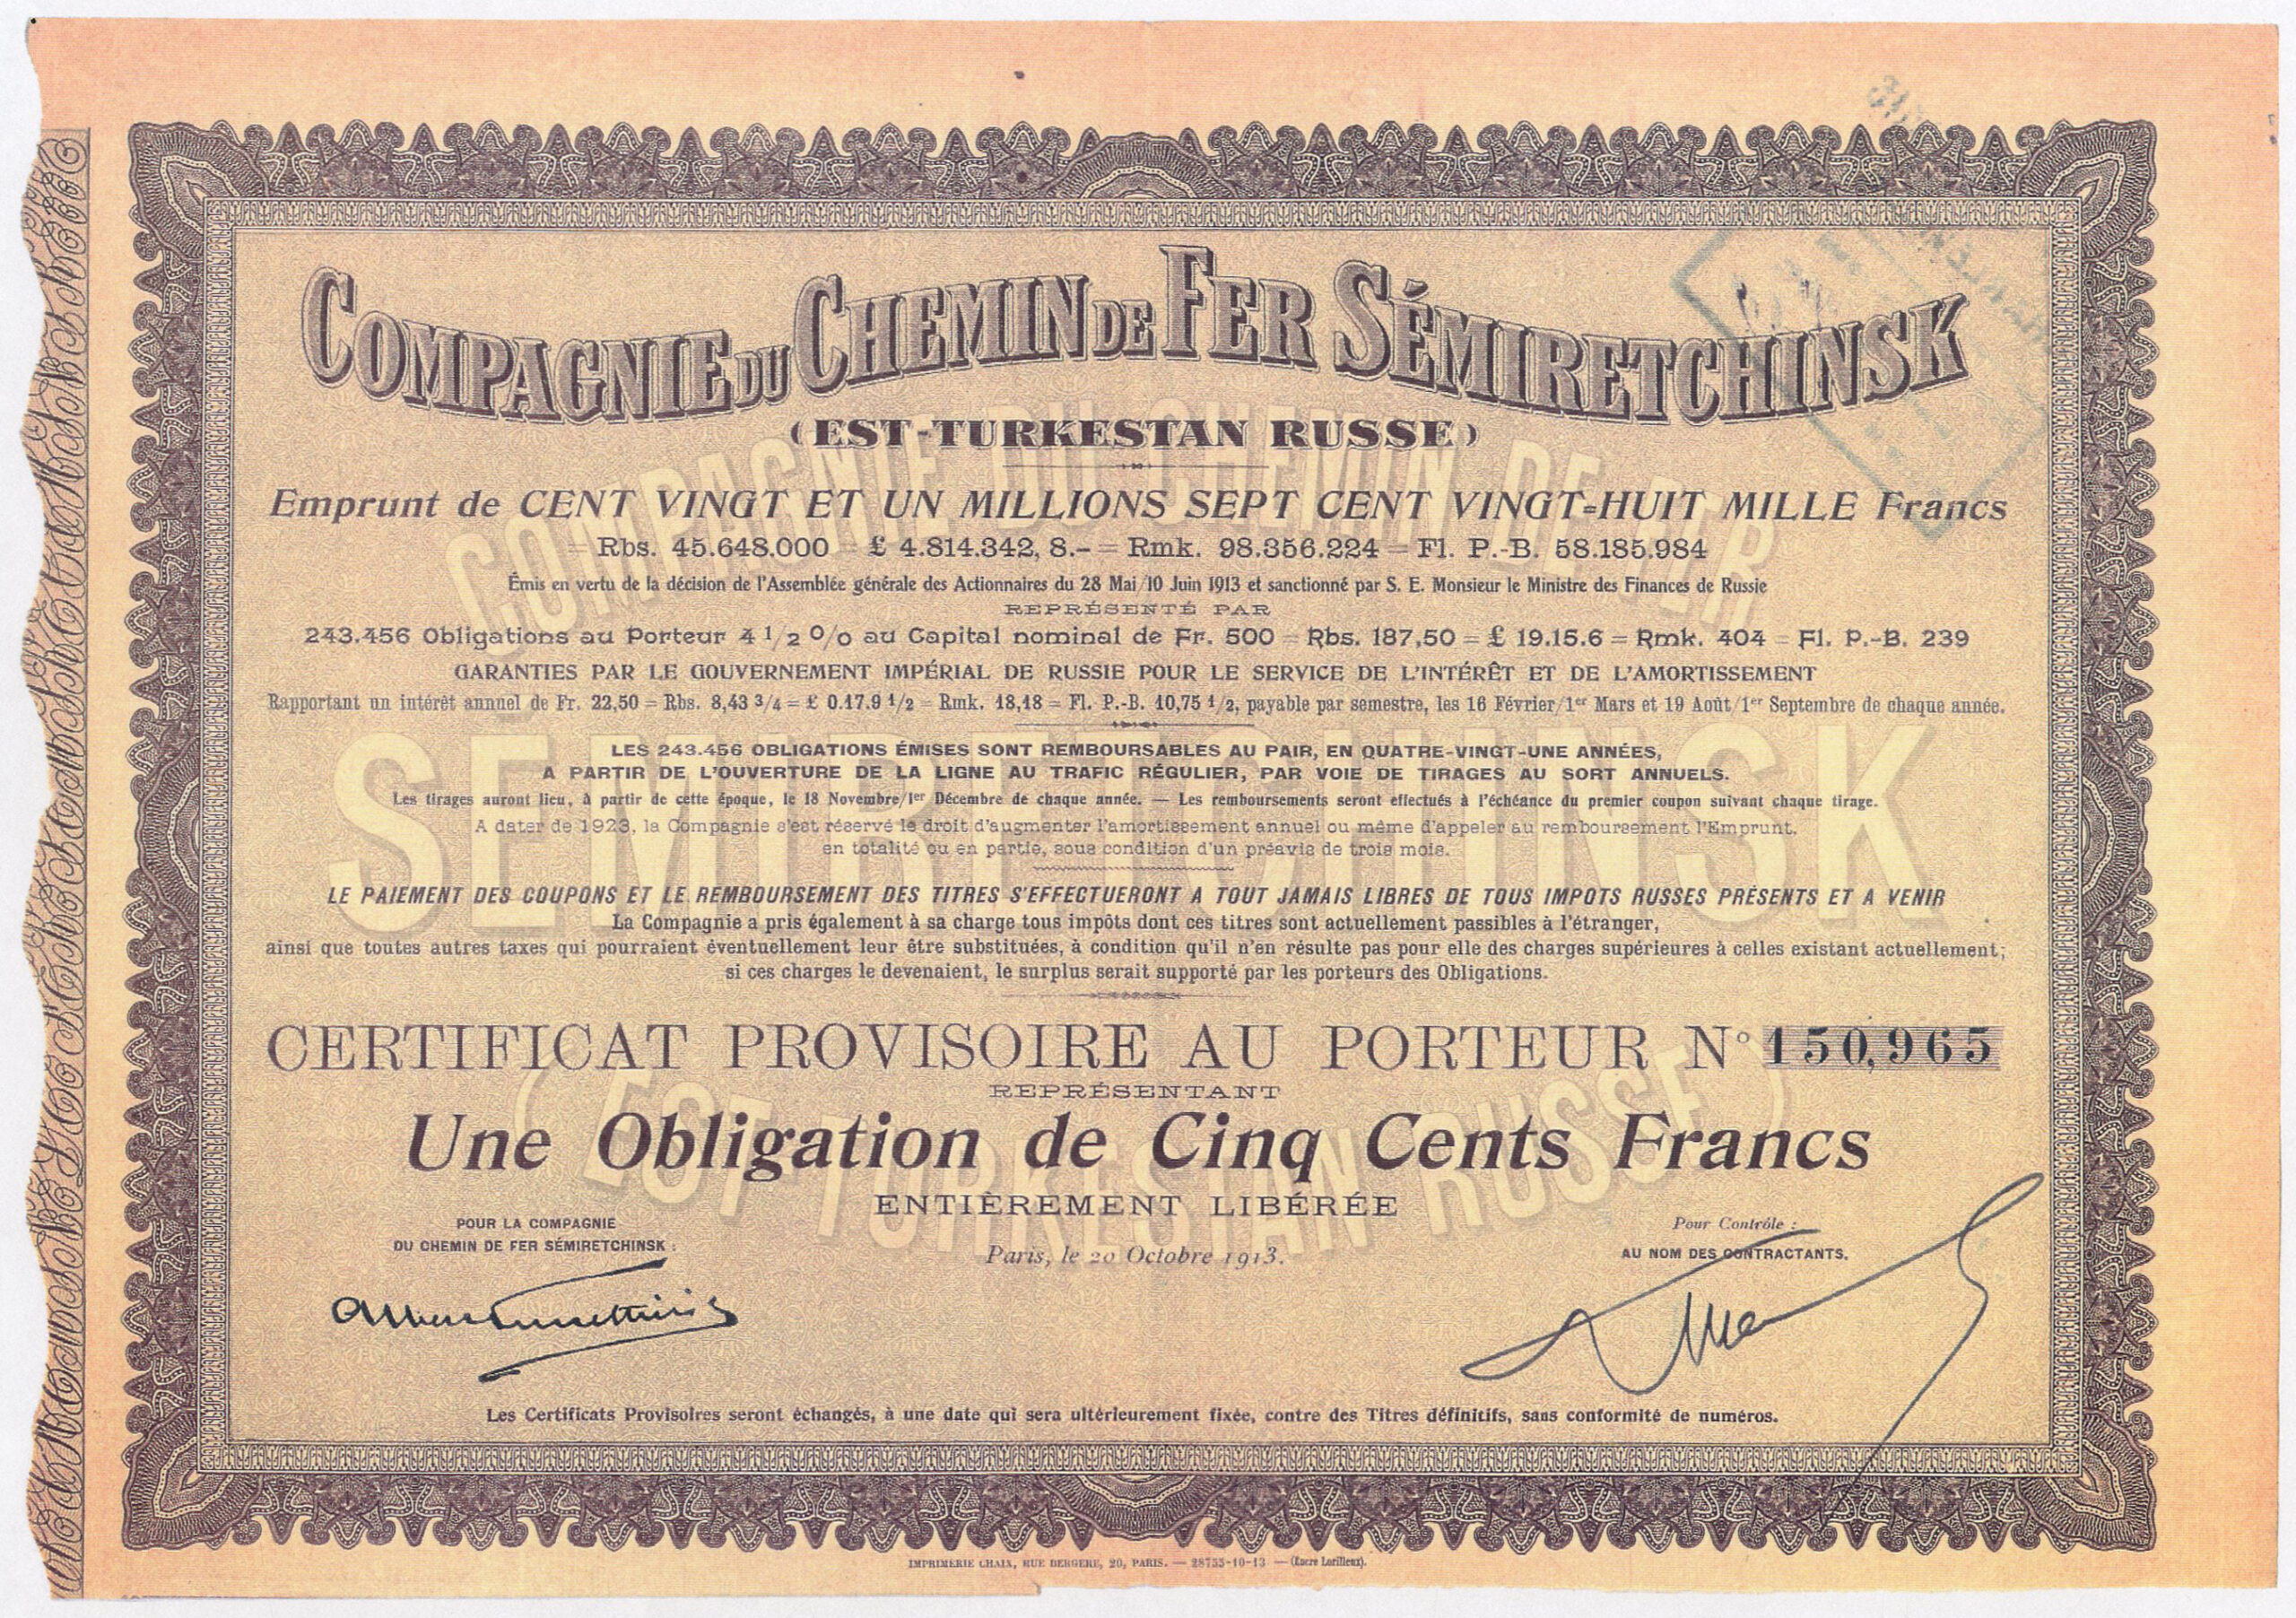 COMPAGNIE DU CHEMIN DE FER SÉMIRETCHINSK
(EST-TURKESTAN RUSSE)
Emprunt de CENT VINGT ET UN MILLIONS SEPT CENT VINGT-HUIT MILLE Francs
= Rbs. 45.648.000 = £ 4.814.342, 8.- = Rmk. 98.356.224 = Fl. P.-B. 58.185.984
Émis en vertu de la décision de l'Assemblée générale des Actionnaires du 28 Mai/10 Juin 1913 et sanctionné par S. E. Monsieur le Ministre des Finances de Russie
REPRÉSENTÉ PAR
243.456 Obligations au Porteur 4 1/2 0/0 au Capital nominal de Fr. 500 = Rbs. 187,50 = £ 19.15.6 = Rmk. 404 = Fl. P.-B. 239
GARANTIES PAR LE GOUVERNEMENT IMPÉRIAL DE RUSSIE POUR LE SERVICE DE L'INTÉRÊT ET DE L'AMORTISSEMENT
Rapportant un intérêt annuel de Fr. 22,50 = Rbs. 8,43 3/4 = £ 0.17.9 1/2 = Rmk. 18,18 = Fl. P.-B. 10,75 1/2, payable par semestre, les 16 Février/1er Mars et 19 Août/1er Septembre de chaque année.
LES 243.456 OBLIGATIONS ÉMISES SONT REMBOURSABLES AU PAIR, EN QUATRE-VINGT-UNE ANNÉES,
A PARTIR DE L'OUVERTURE DE LA LIGNE AU TRAFIC RÉGULIER, PAR VOIE DE TIRAGES AU SORT ANNUELS.
Les tirages auront lieu, à partir de cette époque, le 18 Novembre/1er Décembre de chaque année. — Les remboursements seront effectués à l'échéance du premier coupon suivant chaque tirage.
A dater de 1923, la Compagnie s'est réservé le droit d'augmenter l'amortissement annuel ou même d'appeler au remboursement l'Emprunt,
en totalité ou en partie, sous condition d'un préavis de trois mois.
LE PAIEMENT DES COUPONS ET LE REMBOURSEMENT DES TITRES S'EFFECTUERONT A TOUT JAMAIS LIBRES DE TOUS IMPOTS RUSSES PRÉSENTS ET A VENIR
La Compagnie a pris également à sa charge tous impôts dont ces titres sont actuellement passibles à l'étranger,
ainsi que toutes autres taxes qui pourraient éventuellement leur être substituées, à condition qu'il n'en résulte pas pour elle des charges supérieures à celles existant actuellement;
si ces charges le devenaient, le surplus serait supporté par les porteurs des Obligations.
CERTIFICAT PROVISOIRE AU PORTEUR N° 150,965
REPRÉSENTANT
Une Obligation de Cinq Cents Francs
ENTIÈREMENT LIBÉRÉE
POUR LA COMPAGNIE
DU CHEMIN DE FER SÉMIRETCHINSK :
Paris, le 20 Octobre 1913.
Pour Contrôle :
AU NOM DES CONTRACTANTS.
Les Certificats Provisoires seront échangés, à une date qui sera ultérieurement fixée, contre des Titres définitifs, sans conformité de numéros.
IMPRIMERIE CHAIX, RUE BERGERE, 20, PARIS. — 28755-10-13 — (Encre Lorilleux).
COMPAGNIE DU CHEMIN DE FER
SÉMIRETCHINSK
(EST-TURKESTAN RUSSE)